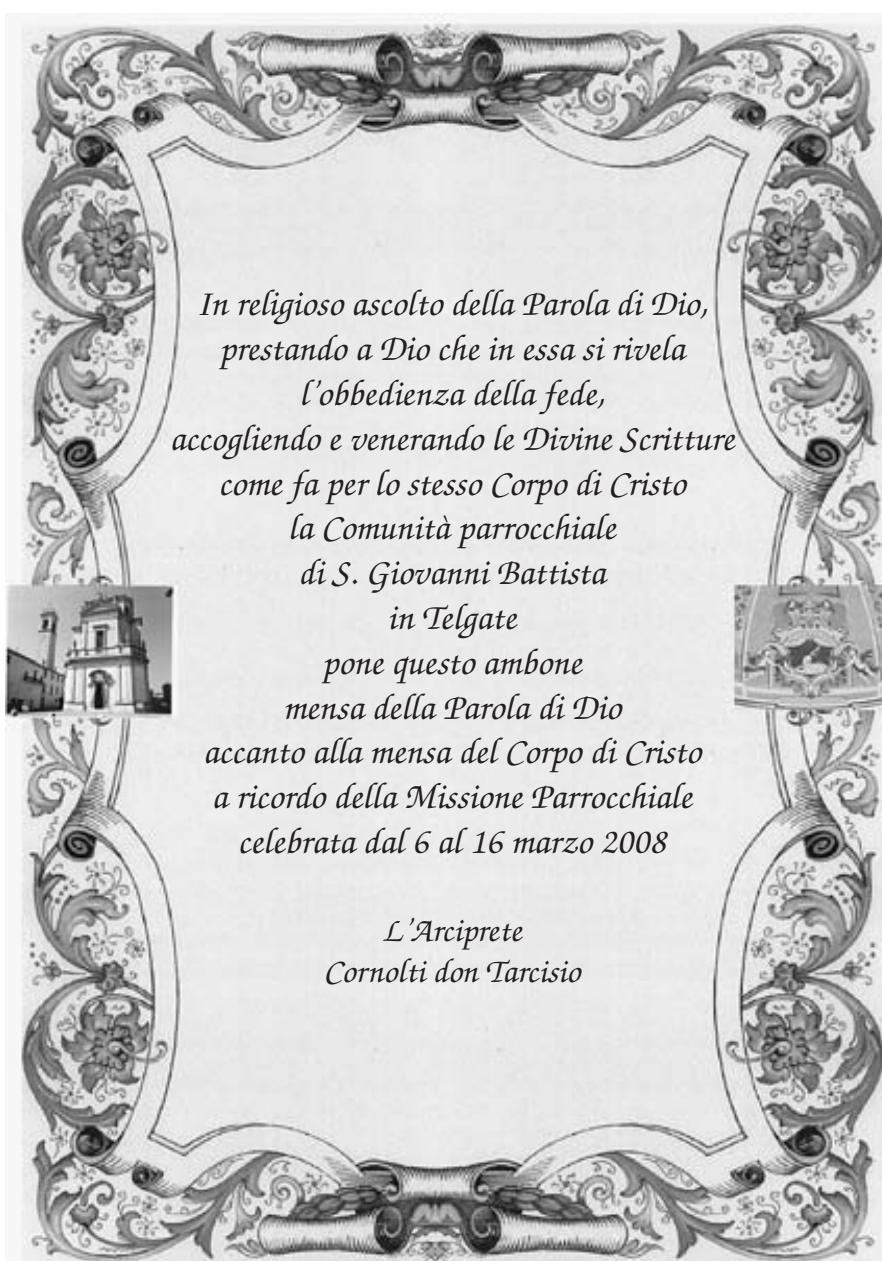 In religioso ascolto della Parola di Dio,
prestando a Dio che in essa si rivela
l'obbedienza della fede,
accogliendo e venerando le Divine Scritture
come fa per lo stesso Corpo di Cristo
la Comunità parrocchiale
di S. Giovanni Battista
in Telgate
pone questo ambone
mensa della Parola di Dio
accanto alla mensa del Corpo di Cristo
a ricordo della Missione Parrocchiale
celebrata dal 6 al 16 marzo 2008
L'Arciprete
Cornolti don Tarcisio